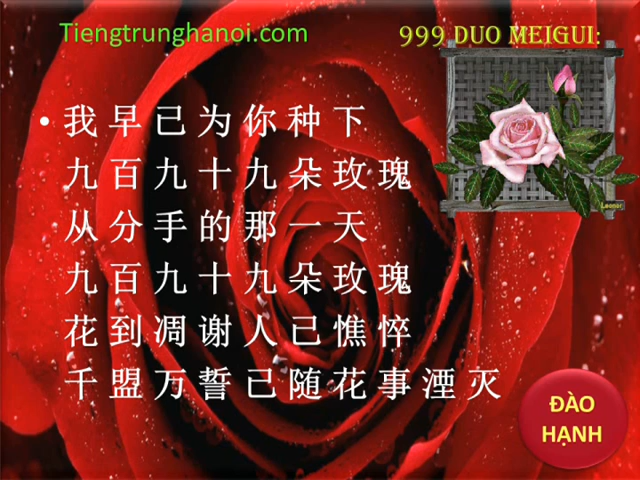 Tiengtrunghanoi.com
999 DUO MEIGUI:
• 我早已为你种下
九百九十九朵玫瑰
从分手的那一天
九百九十九朵玫瑰
花到凋谢人已憔悴
千盟万誓已随花事湮灭
Leonor
ĐÀO
HẠNH